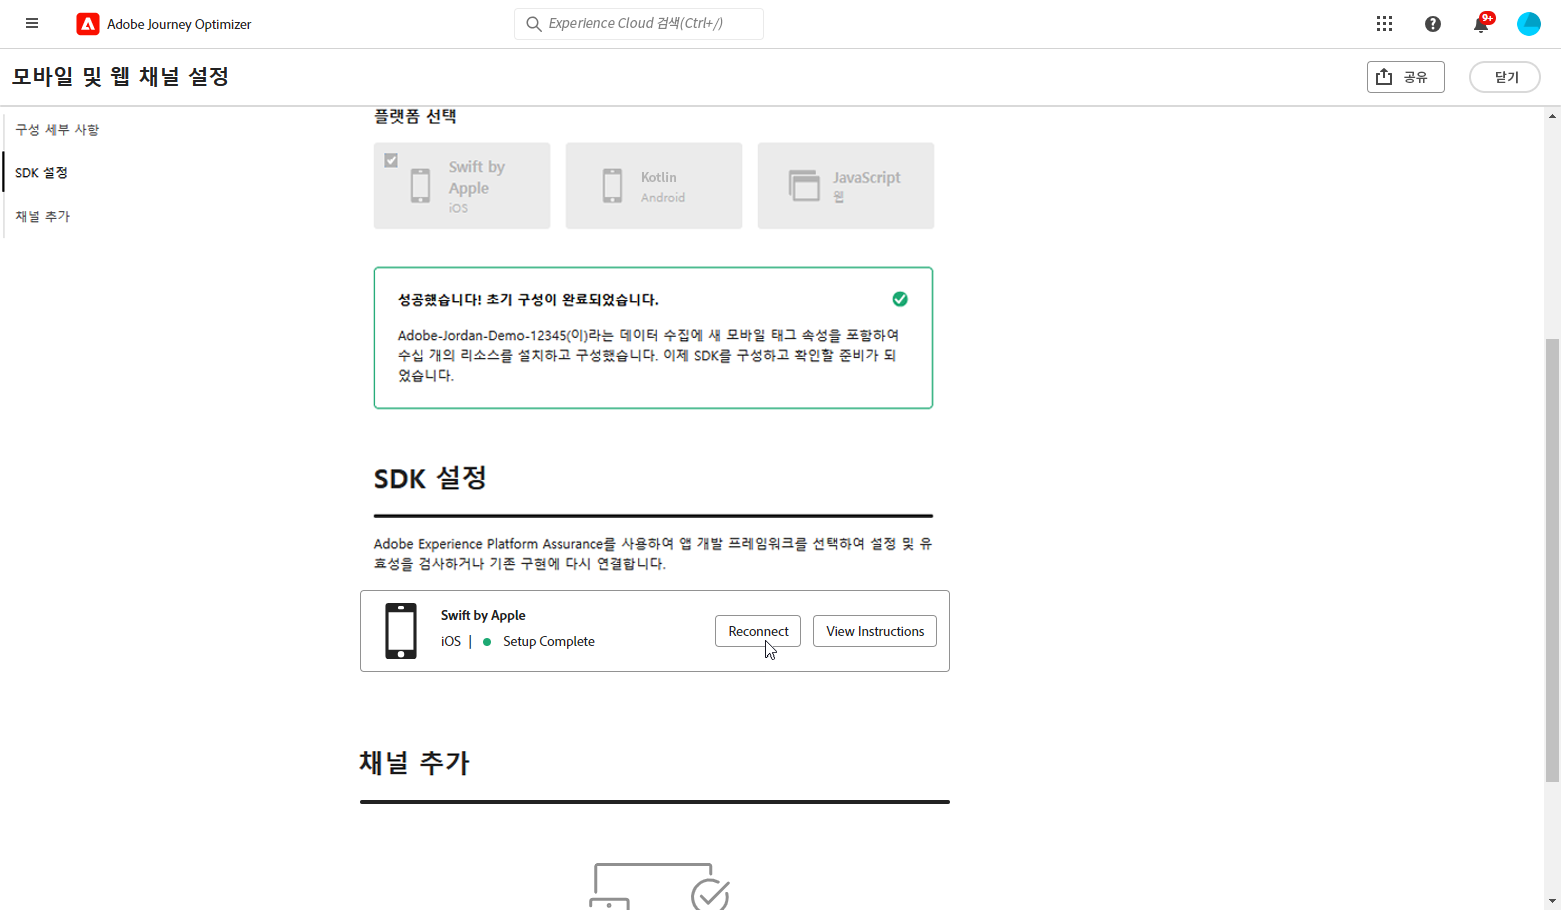 Adobe Journey Optimizer
Experience Cloud 검색(Ctrl+/)
9+
모바일 및 웹 채널 설정
공유
닫기
구성 세부 사항
SDK 설정
채널 추가
플랫폼 선택
Swift by
Apple
iOS
Kotlin
Android
JavaScript
웹
성공했습니다! 초기 구성이 완료되었습니다.
Adobe-Jordan-Demo-12345(이)라는 데이터 수집에 새 모바일 태그 속성을 포함하여
수십 개의 리소스를 설치하고 구성했습니다. 이제 SDK를 구성하고 확인할 준비가 되
었습니다.
SDK 설정
Adobe Experience Platform Assurance를 사용하여 앱 개발 프레임워크를 선택하여 설정 및 유
효성을 검사하거나 기존 구현에 다시 연결합니다.
Swift by Apple
iOS | Setup Complete
Reconnect
View Instructions
채널 추가